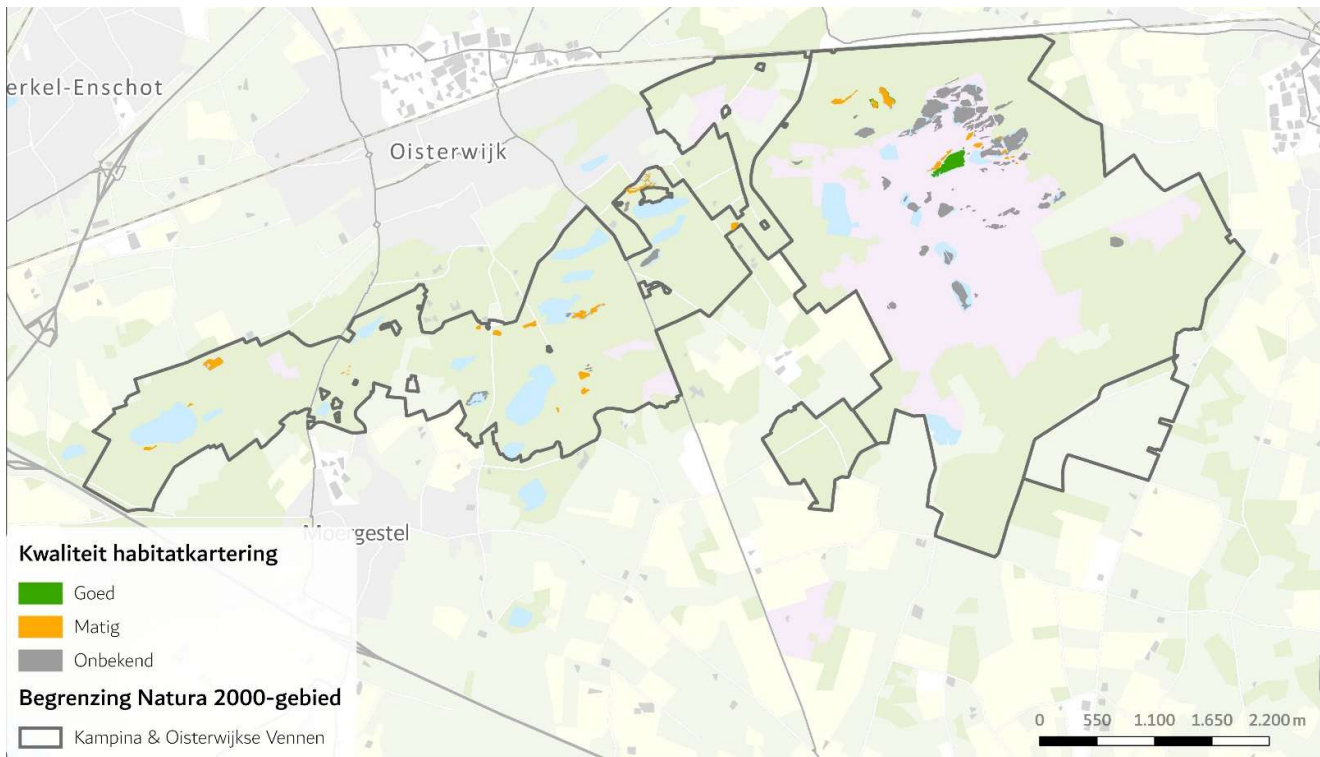 erkel-Enschot
Oisterwijk
Moergestel
Kwaliteit habitatkartering
Goed
Matig
Onbekend
Begrenzing Natura 2000-gebied
Kampina & Oisterwijkse Vennen
0 550 1.100 1.650 2.200 m